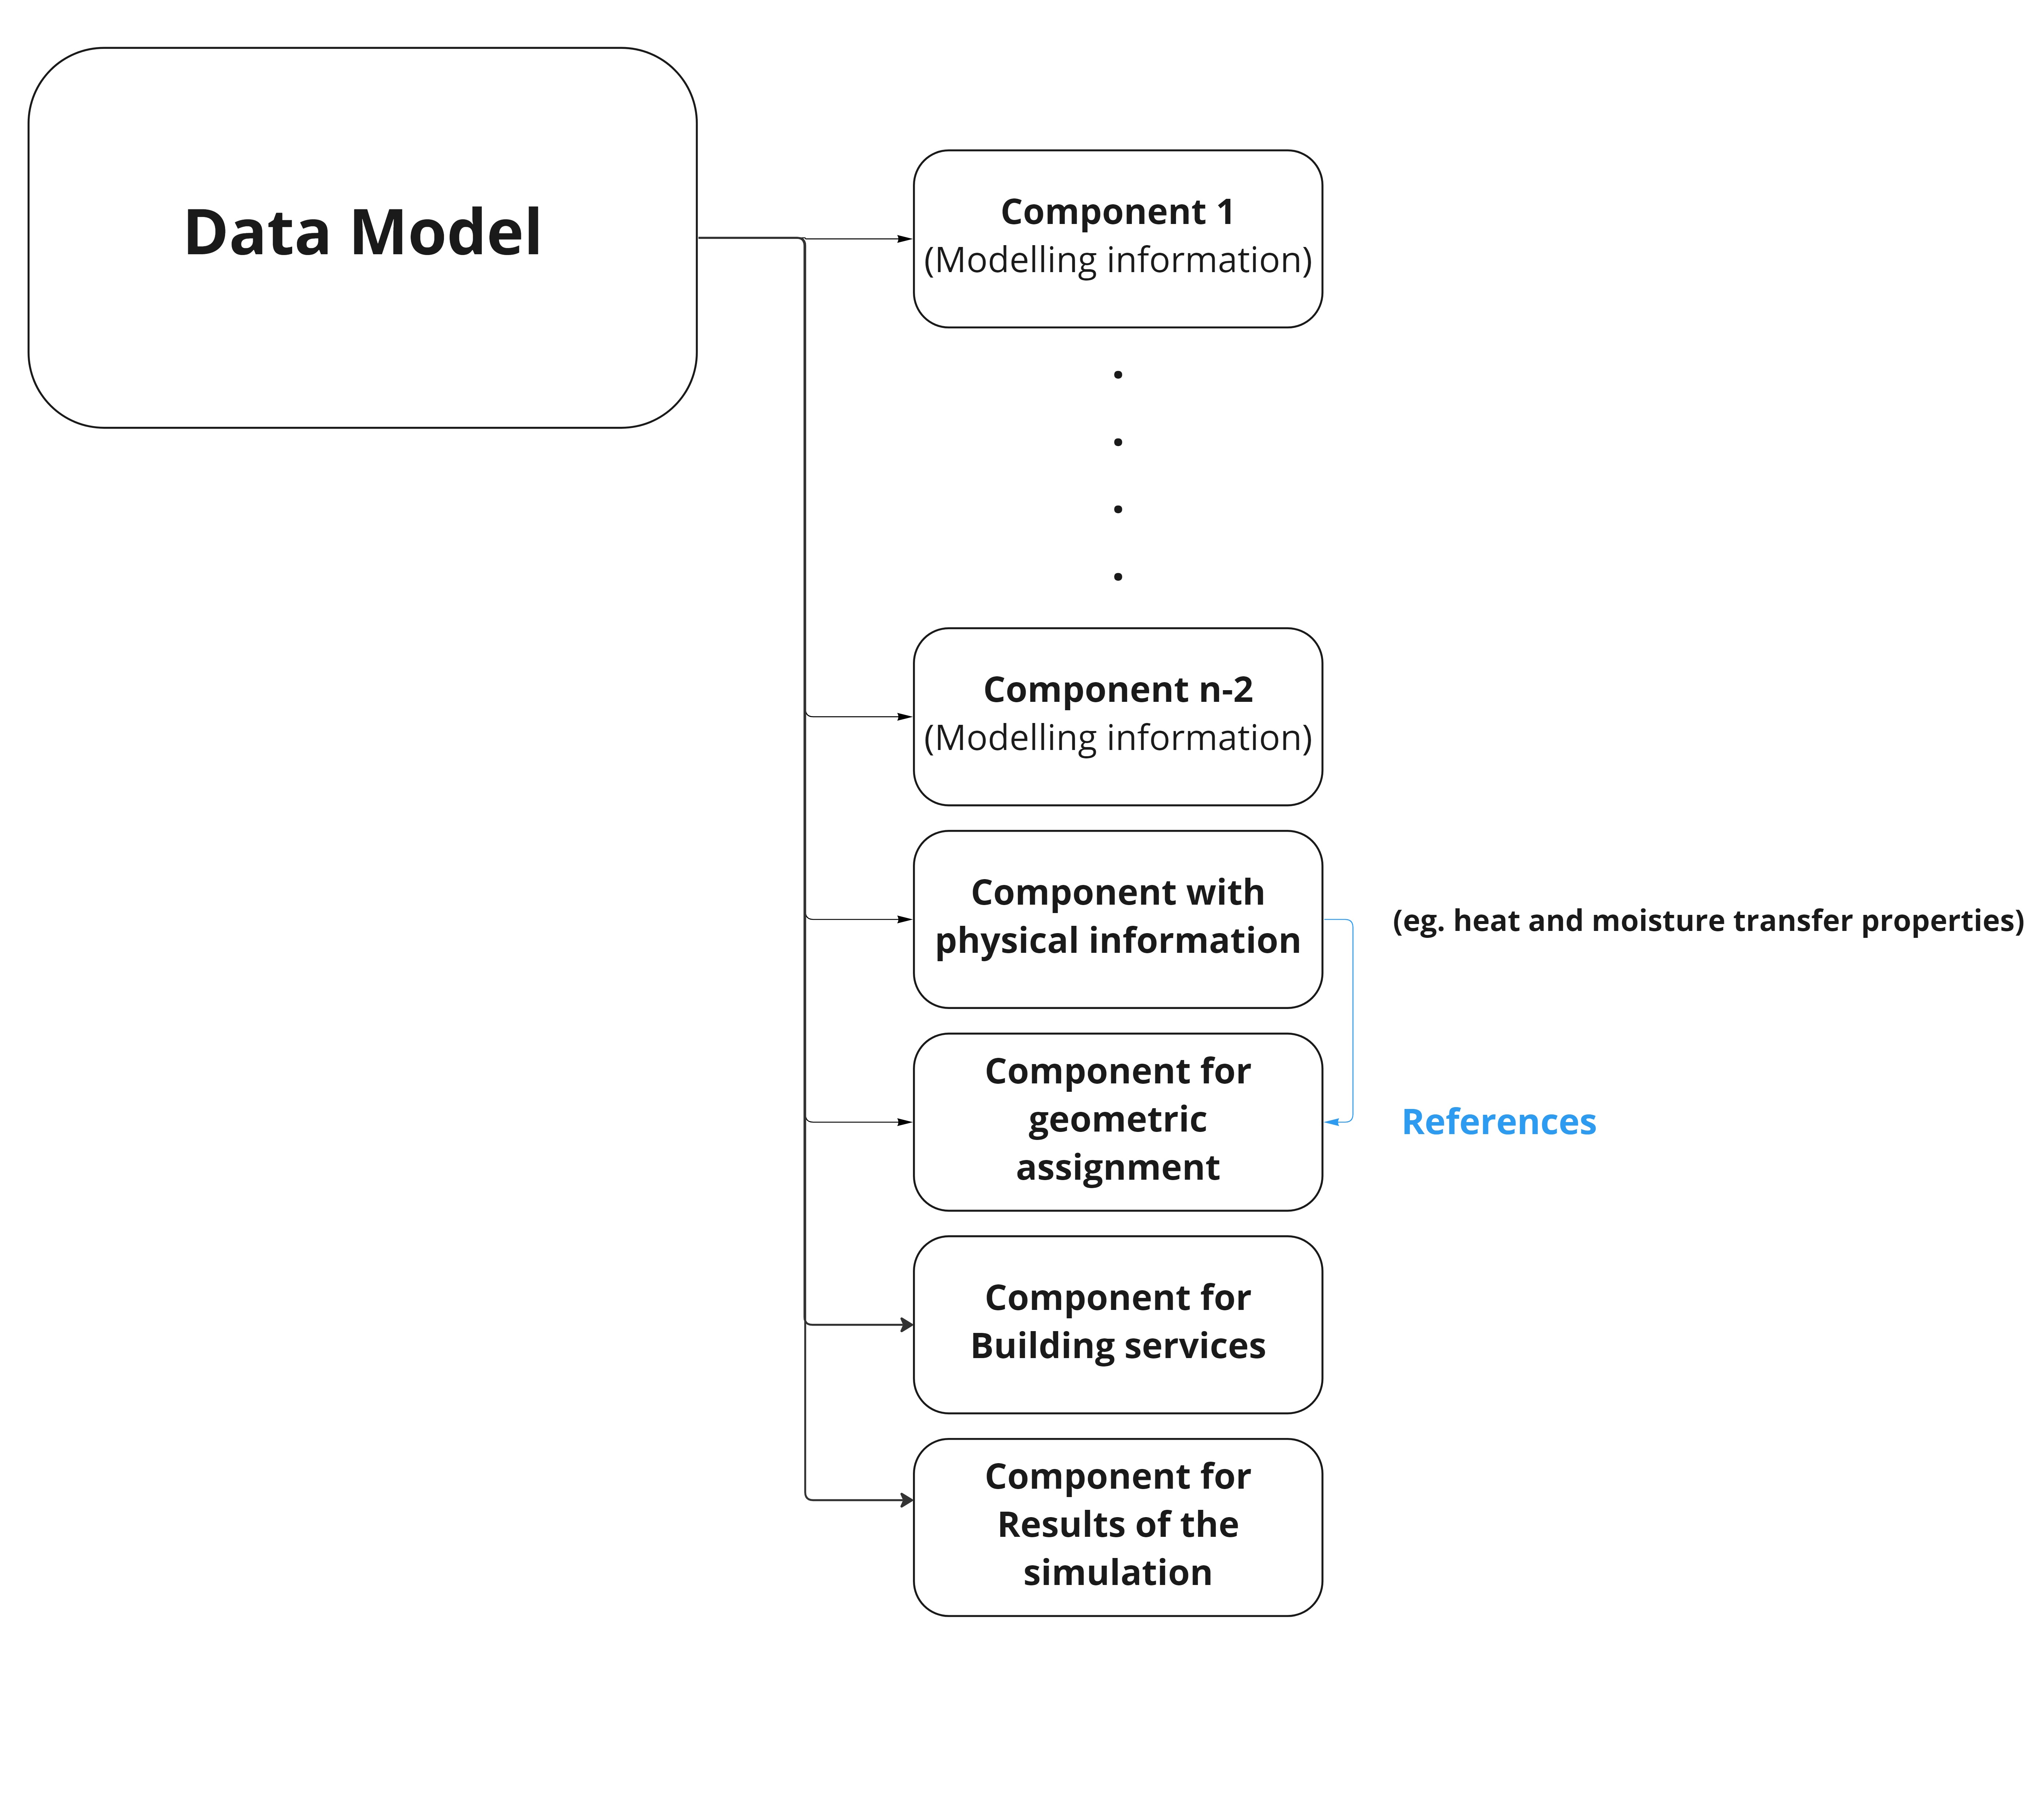 Data Model
Component 1
(Modelling information)
.
.
.
.
Component n-2
(Modelling information)
Component with
physical information
(eg. heat and moisture transfer properties)
Component for
geometric
assignment
References
Component for
Building services
Component for
Results of the
simulation